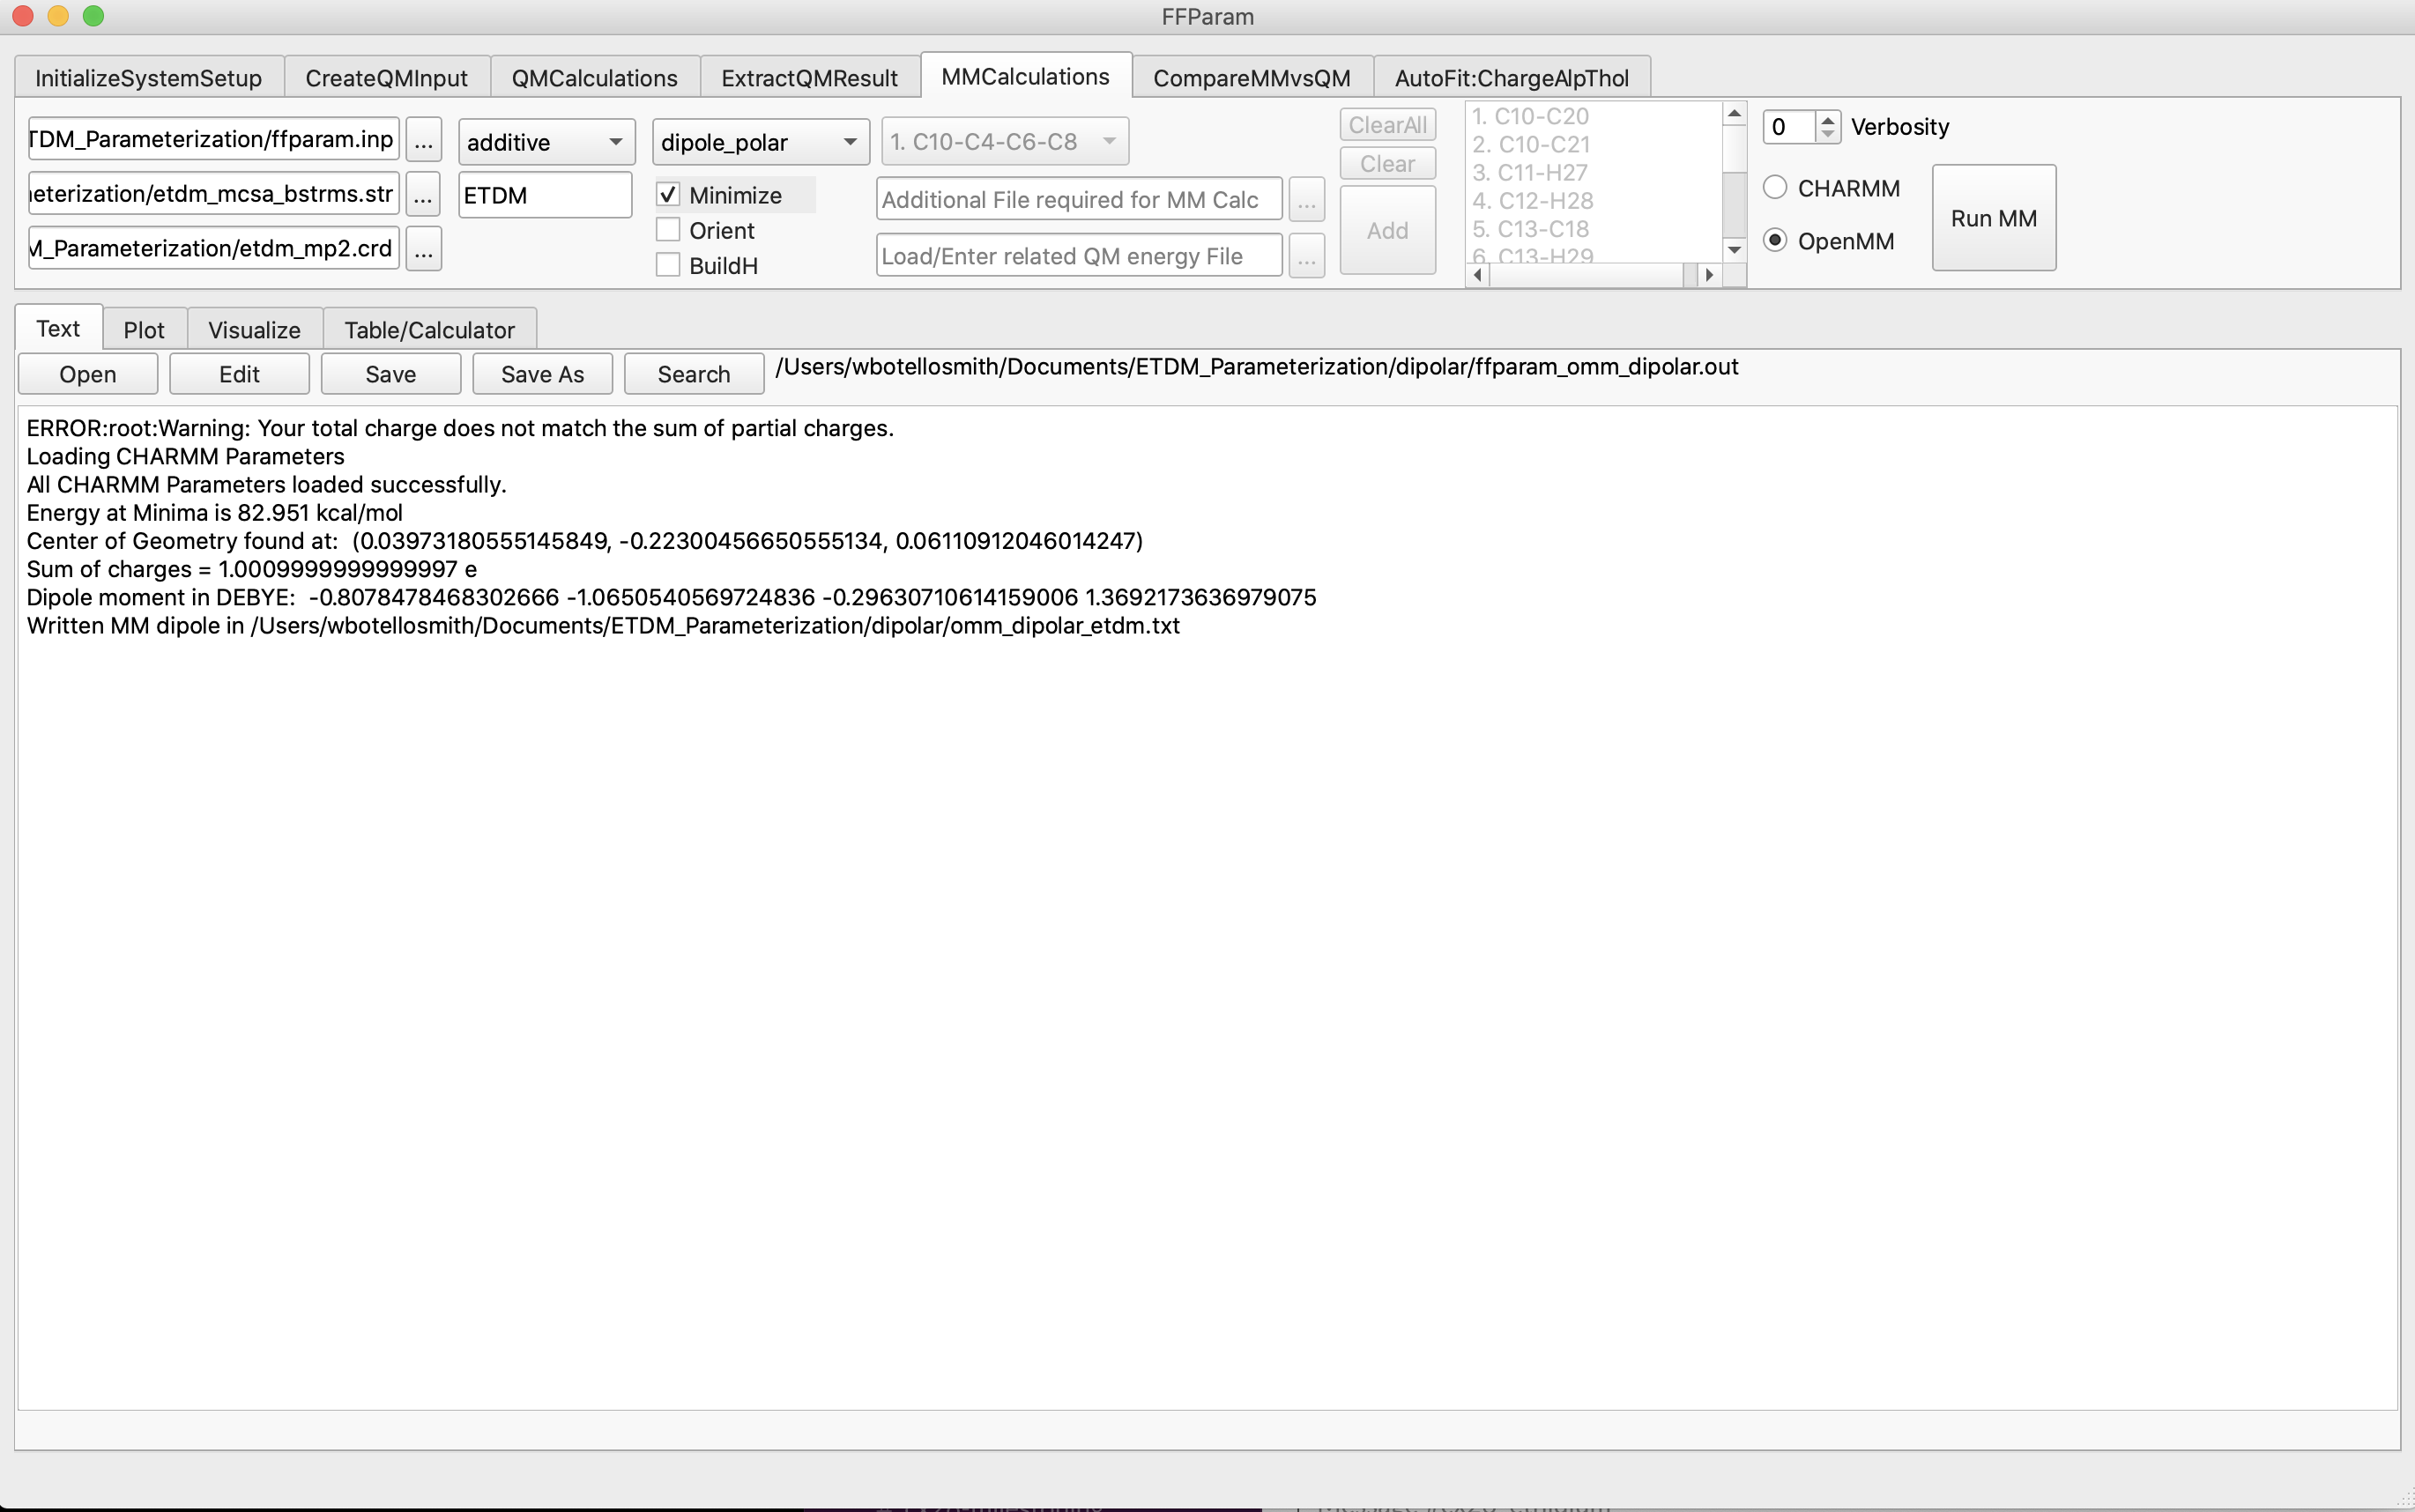 FFParam
InitializeSystemSetup CreateQMInput QMCalculations ExtractQMResult MMCalculations CompareMMvsQM AutoFit:ChargeAlpThol
TDM_Parameterization/ffparam.inp ... additive dipole_polar 1. C10-C4-C6-C8
eterization/etdm_mcsa_bstrms.str ... ETDM
M_Parameterization/etdm_mp2.crd ...
Minimize
Orient
BuildH
Additional File required for MM Calc ...
Load/Enter related QM energy File ...
ClearAll
Clear
Add
1. C10-C20
2. C10-C21
3. C11-H27
4. C12-H28
5. C13-C18
6. C13-H29
0 Verbosity
CHARMM
OpenMM
Run MM
Text Plot Visualize Table/Calculator
Open Edit Save Save As Search /Users/wbotellosmith/Documents/ETDM_Parameterization/dipolar/ffparam_omm_dipolar.out
ERROR:root:Warning: Your total charge does not match the sum of partial charges.
Loading CHARMM Parameters
All CHARMM Parameters loaded successfully.
Energy at Minima is 82.951 kcal/mol
Center of Geometry found at:  (0.03973180555145849, -0.22300456650555134, 0.06110912046014247)
Sum of charges = 1.0009999999999997 e
Dipole moment in DEBYE:  -0.8078478468302666 -1.0650540569724836 -0.29630710614159006 1.3692173636979075
Written MM dipole in /Users/wbotellosmith/Documents/ETDM_Parameterization/dipolar/omm_dipolar_etdm.txt